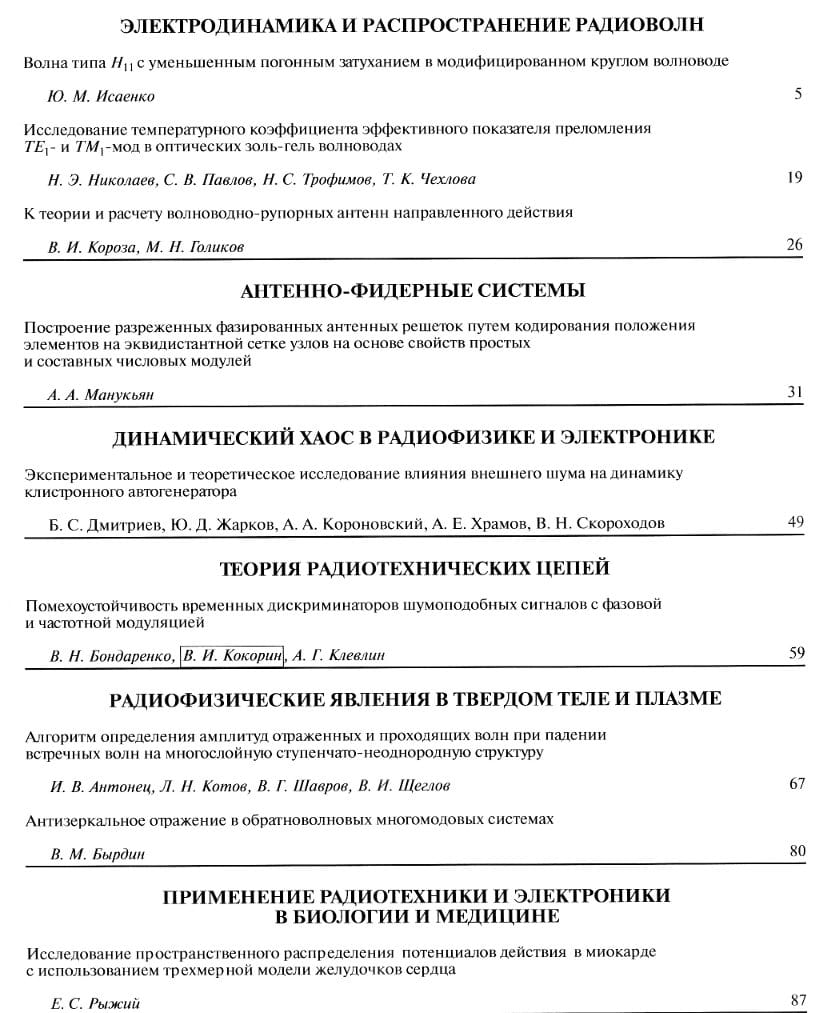 ЭЛЕКТРОДИНАМИКА И РАСПРОСТРАНЕНИЕ РАДИОВОЛН
Волна типа H11 с уменьшенным погонным затуханием в модифицированном круглом волноводе
Ю. М. Исаенко 5
Исследование температурного коэффициента эффективного показателя преломления
TE1- и TM1-мод в оптических золь-гель волноводах
Н. Э. Николаев, С. В. Павлов, Н. С. Трофимов, Т. К. Чехлова 19
К теории и расчету волноводно-рупорных антенн направленного действия
В. И. Короза, М. Н. Голиков 26
АНТЕННО-ФИДЕРНЫЕ СИСТЕМЫ
Построение разреженных фазированных антенных решеток путем кодирования положения
элементов на эквидистантной сетке узлов на основе свойств простых
и составных числовых модулей
А. А. Манукьян 31
ДИНАМИЧЕСКИЙ ХАОС В РАДИОФИЗИКЕ И ЭЛЕКТРОНИКЕ
Экспериментальное и теоретическое исследование влияния внешнего шума на динамику
клистронного автогенератора
Б. С. Дмитриев, Ю. Д. Жарков, А. А. Короновский, А. Е. Храмов, В. Н. Скороходов 49
ТЕОРИЯ РАДИОТЕХНИЧЕСКИХ ЦЕПЕЙ
Помехоустойчивость временных дискриминаторов шумоподобных сигналов с фазовой
и частотной модуляцией
В. Н. Бондаренко, В. И. Кокорин, А. Г. Клевлин 59
РАДИОФИЗИЧЕСКИЕ ЯВЛЕНИЯ В ТВЕРДОМ ТЕЛЕ И ПЛАЗМЕ
Алгоритм определения амплитуд отраженных и проходящих волн при падении
встречных волн на многослойную ступенчато-неоднородную структуру
И. В. Антонец, Л. Н. Котов, В. Г. Шавров, В. И. Щеглов 67
Антизеркальное отражение в обратноволновых многомодовых системах
В. М. Бырдин 80
ПРИМЕНЕНИЕ РАДИОТЕХНИКИ И ЭЛЕКТРОНИКИ
В БИОЛОГИИ И МЕДИЦИНЕ
Исследование пространственного распределения потенциалов действия в миокарде
с использованием трехмерной модели желудочков сердца
Е. С. Рыжий 87